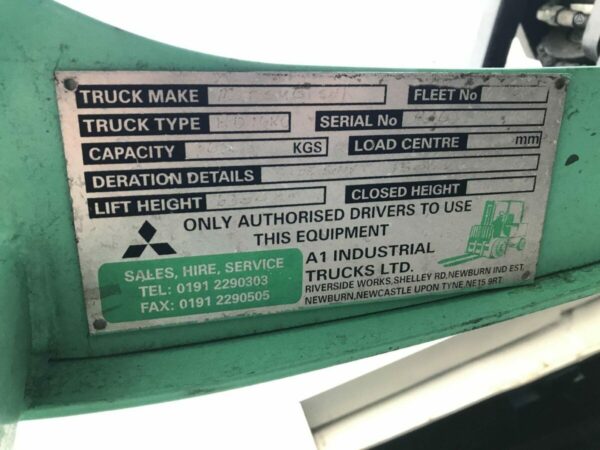 TRUCK MAKE FLEET No
TRUCK TYPE SERIAL No
CAPACITY KGS LOAD CENTRE mm
DERATION DETAILS
LIFT HEIGHT CLOSED HEIGHT
ONLY AUTHORISED DRIVERS TO USE
THIS EQUIPMENT
SALES, HIRE, SERVICE
TEL: 0191 2290303
FAX: 0191 2290505
A1 INDUSTRIAL
TRUCKS LTD.
RIVERSIDE WORKS,SHELLEY RD,NEWBURN IND EST,
NEWBURN,NEWCASTLE UPON TYNE,NE15 9RT